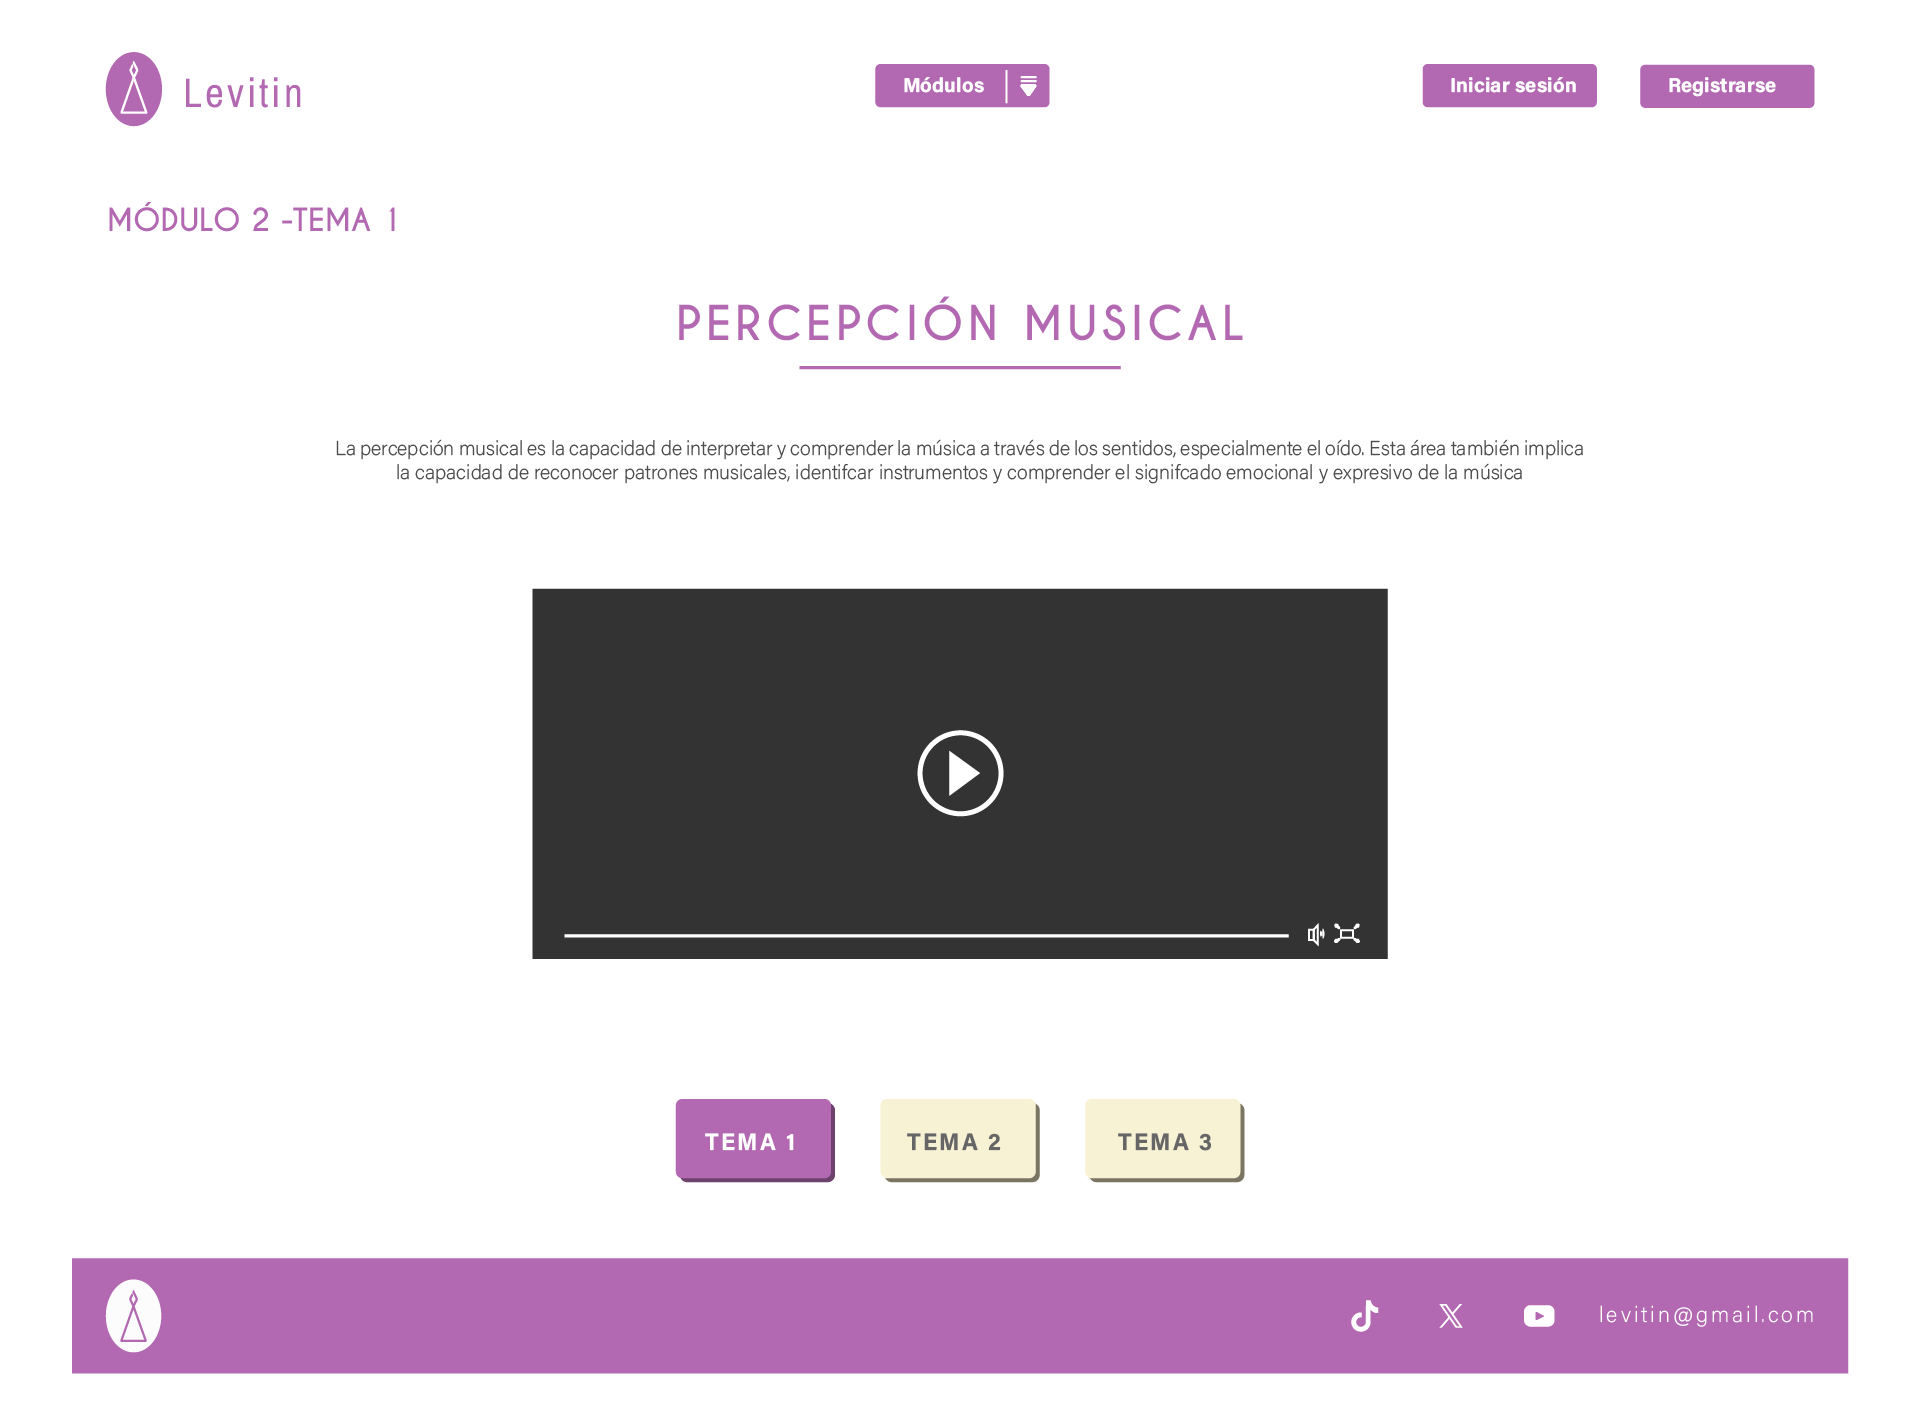 Levitin
Módulos
Iniciar sesión
Registrarse
MÓDULO 2 -TEMA 1
PERCEPCIÓN MUSICAL
La percepción musical es la capacidad de interpretar y comprender la música a través de los sentidos, especialmente el oído. Esta área también implica
la capacidad de reconocer patrones musicales, identifcar instrumentos y comprender el signifcado emocional y expresivo de la música
TEMA 1
TEMA 2
TEMA 3
levitin@gmail.com